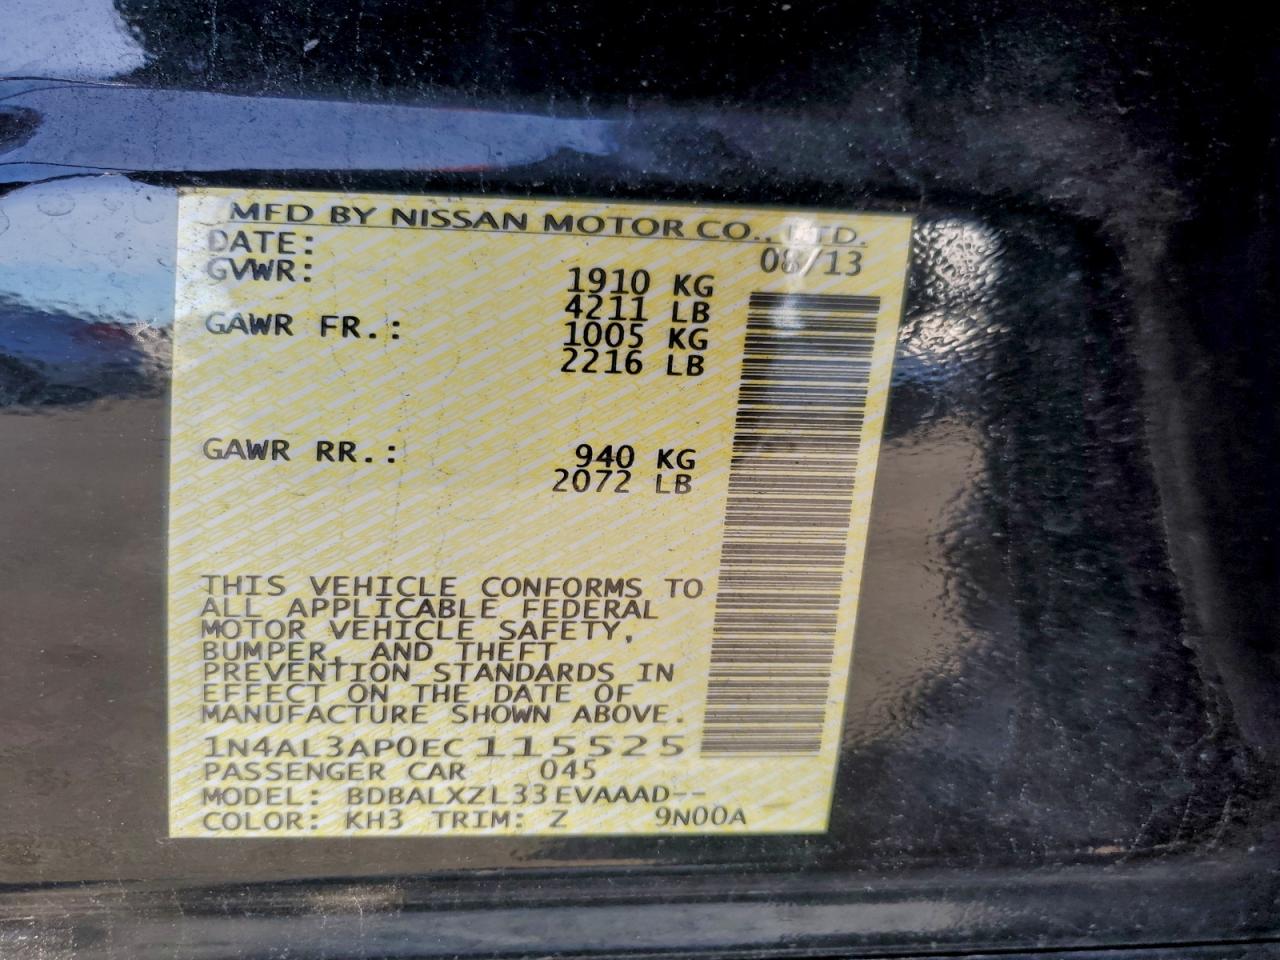 MFD BY NISSAN MOTOR CO., LTD.
DATE: 08/13
GVWR: 1910 KG
4211 LB
GAWR FR.: 1005 KG
2216 LB
GAWR RR.: 940 KG
2072 LB
THIS VEHICLE CONFORMS TO
ALL APPLICABLE FEDERAL
MOTOR VEHICLE SAFETY,
BUMPER, AND THEFT
PREVENTION STANDARDS IN
EFFECT ON THE DATE OF
MANUFACTURE SHOWN ABOVE.
1N4AL3AP0EC115525
PASSENGER CAR 045
MODEL: BDBALXZL33EVAAAD--
COLOR: KH3 TRIM: Z 9N00A